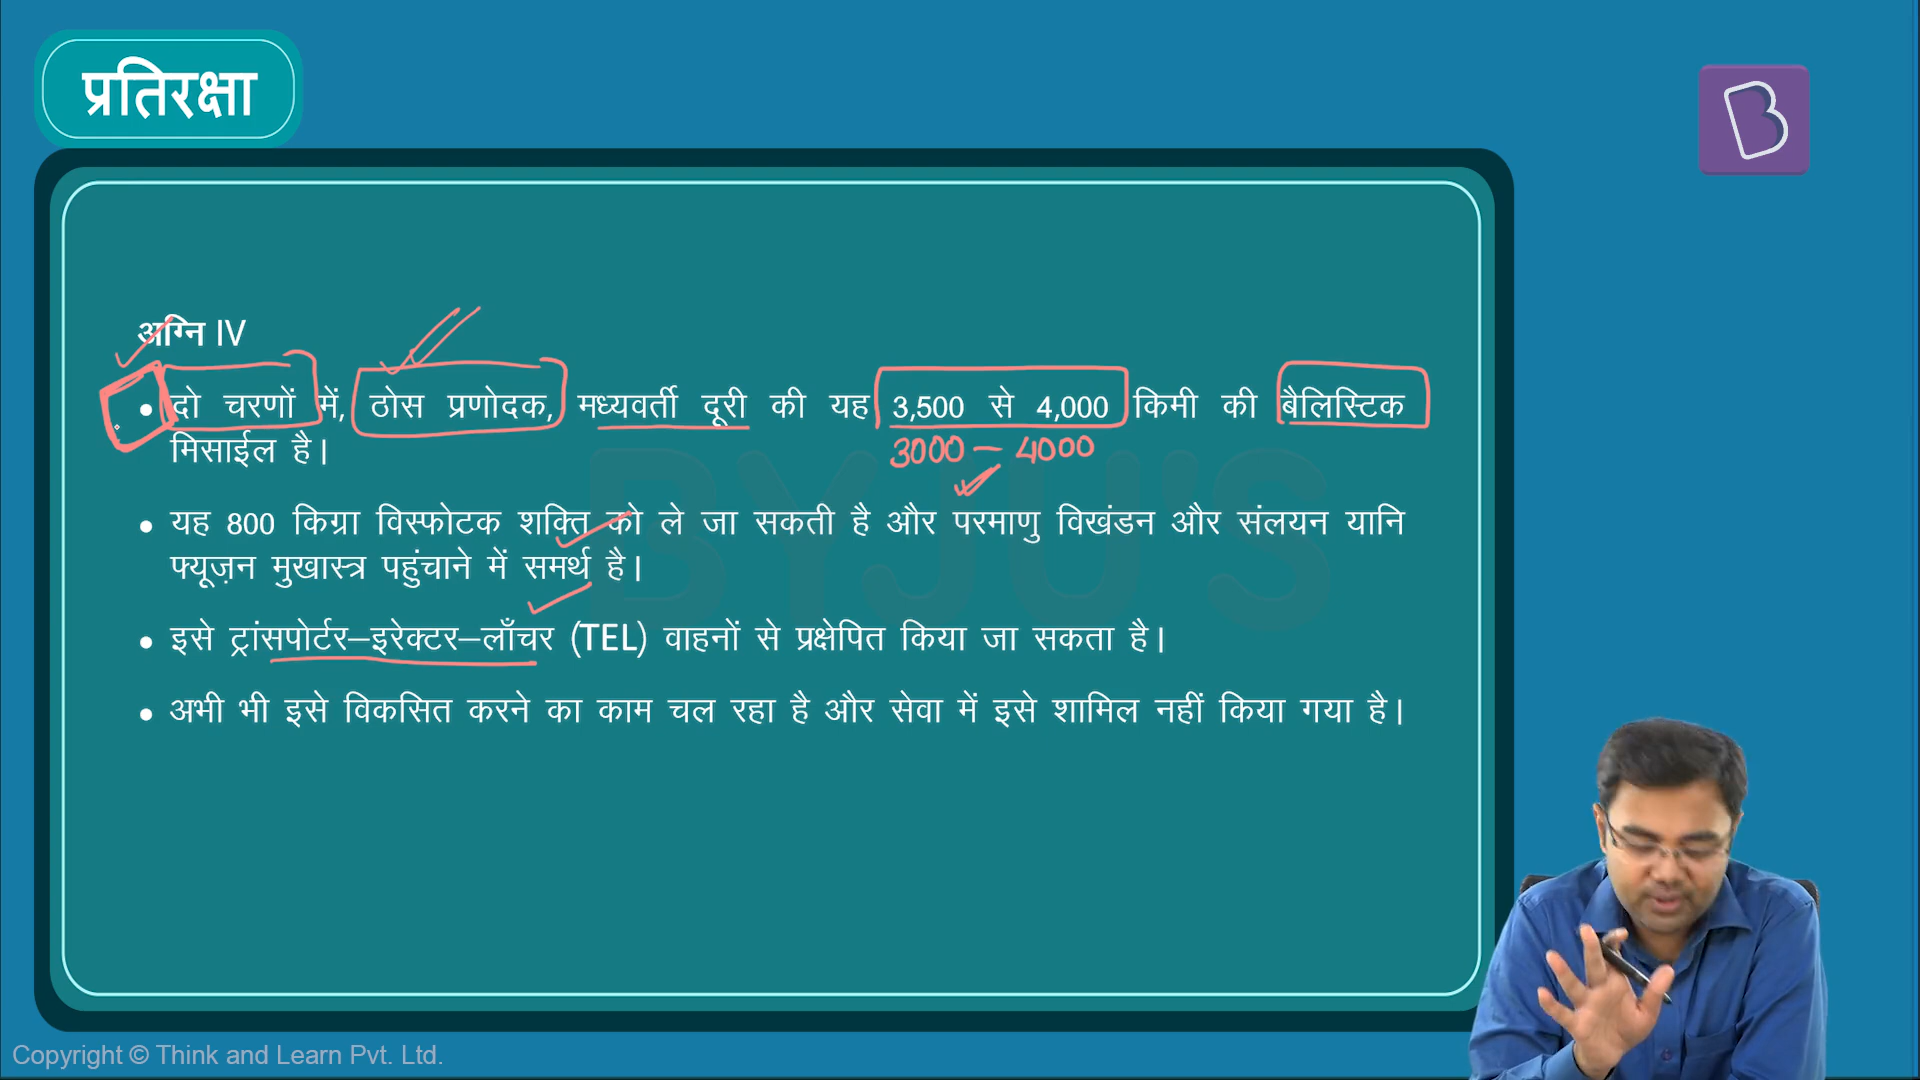 प्रतिरक्षा
B
अग्नि IV
• दो चरणों में, ठोस प्रणोदक, मध्यवर्ती दूरी की यह 3,500 से 4,000 किमी की बैलिस्टिक
मिसाईल है।
3000 – 4000
• यह 800 किग्रा विस्फोटक शक्ति को ले जा सकती है और परमाणु विखंडन और संलयन यानि
फ्यूज़न मुखास्त्र पहुंचाने में समर्थ है।
• इसे ट्रांसपोर्टर–इरेक्टर–लाँचर (TEL) वाहनों से प्रक्षेपित किया जा सकता है।
• अभी भी इसे विकसित करने का काम चल रहा है और सेवा में इसे शामिल नहीं किया गया है।
BYJU'S
Copyright © Think and Learn Pvt. Ltd.